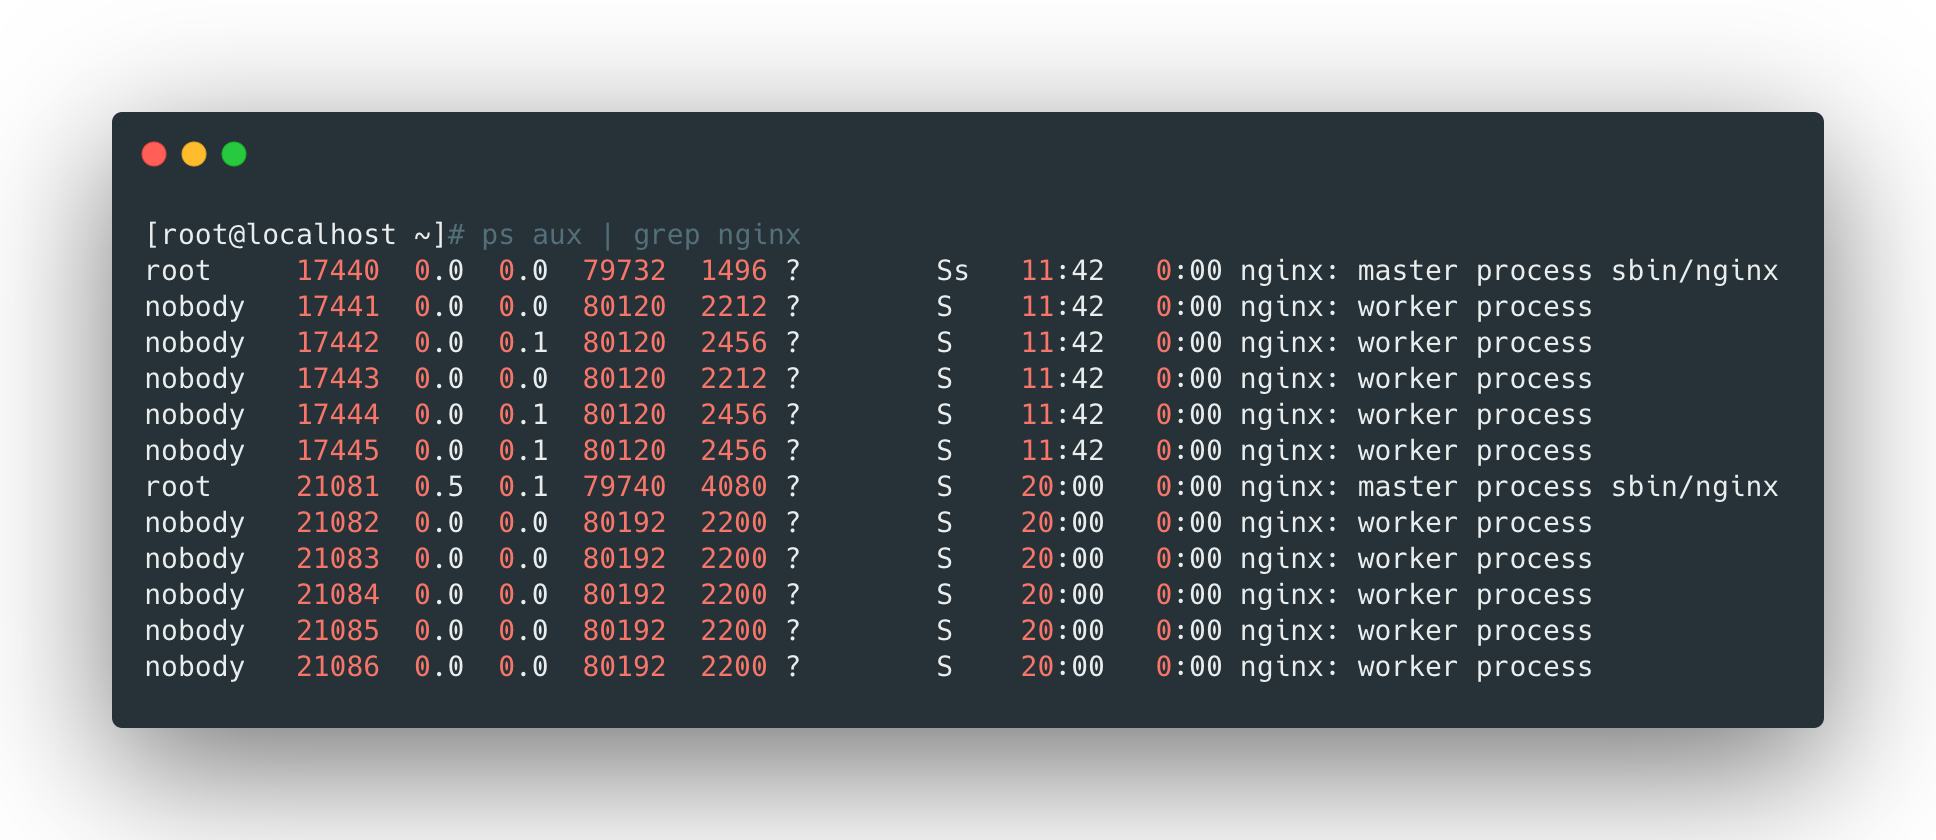 [root@localhost ~]# ps aux | grep nginx
root     17440  0.0  0.0  79732  1496 ?        Ss   11:42   0:00 nginx: master process sbin/nginx
nobody   17441  0.0  0.0  80120  2212 ?        S    11:42   0:00 nginx: worker process
nobody   17442  0.0  0.1  80120  2456 ?        S    11:42   0:00 nginx: worker process
nobody   17443  0.0  0.0  80120  2212 ?        S    11:42   0:00 nginx: worker process
nobody   17444  0.0  0.1  80120  2456 ?        S    11:42   0:00 nginx: worker process
nobody   17445  0.0  0.1  80120  2456 ?        S    11:42   0:00 nginx: worker process
root     21081  0.5  0.1  79740  4080 ?        S    20:00   0:00 nginx: master process sbin/nginx
nobody   21082  0.0  0.0  80192  2200 ?        S    20:00   0:00 nginx: worker process
nobody   21083  0.0  0.0  80192  2200 ?        S    20:00   0:00 nginx: worker process
nobody   21084  0.0  0.0  80192  2200 ?        S    20:00   0:00 nginx: worker process
nobody   21085  0.0  0.0  80192  2200 ?        S    20:00   0:00 nginx: worker process
nobody   21086  0.0  0.0  80192  2200 ?        S    20:00   0:00 nginx: worker process